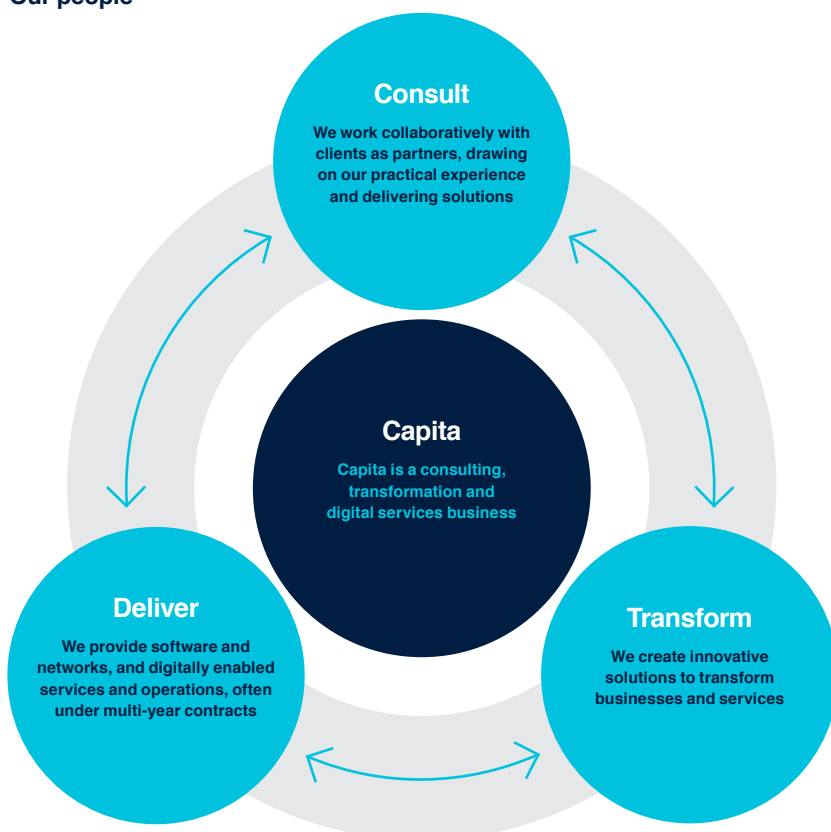 Our people
Consult
We work collaboratively with
clients as partners, drawing
on our practical experience
and delivering solutions
Capita
Capita is a consulting,
transformation and
digital services business
Deliver
We provide software and
networks, and digitally enabled
services and operations, often
under multi-year contracts
Transform
We create innovative
solutions to transform
businesses and services